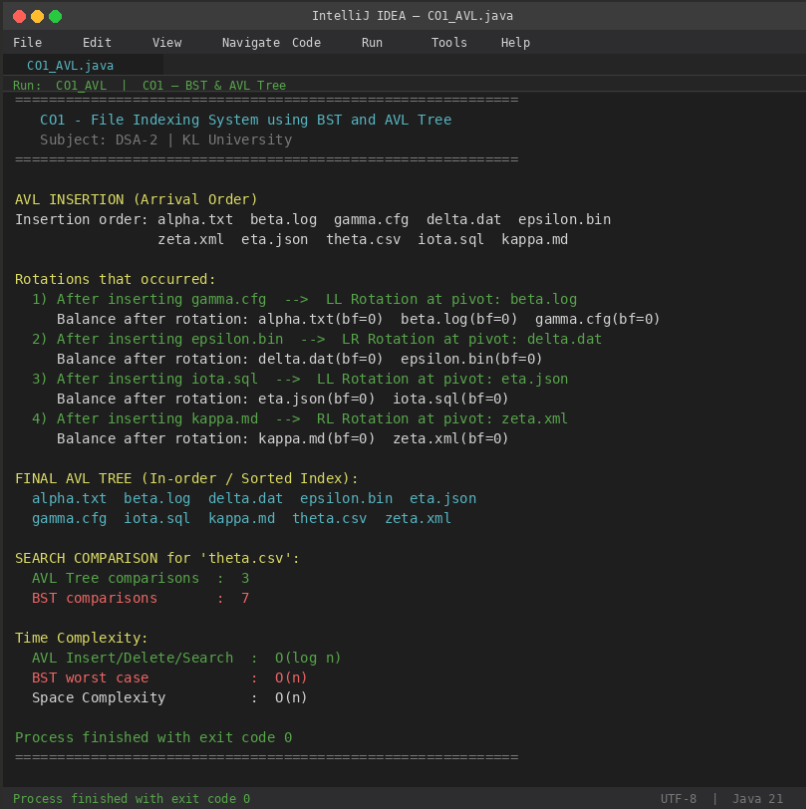 IntelliJ IDEA — CO1_AVL.java
File Edit View Navigate Code Run Tools Help
CO1_AVL.java
Run: CO1_AVL | CO1 — BST & AVL Tree
============================================================
CO1 - File Indexing System using BST and AVL Tree
Subject: DSA-2 | KL University
============================================================
AVL INSERTION (Arrival Order)
Insertion order: alpha.txt beta.log gamma.cfg delta.dat epsilon.bin
zeta.xml eta.json theta.csv iota.sql kappa.md
Rotations that occurred:
1) After inserting gamma.cfg --> LL Rotation at pivot: beta.log
Balance after rotation: alpha.txt(bf=0) beta.log(bf=0) gamma.cfg(bf=0)
2) After inserting epsilon.bin --> LR Rotation at pivot: delta.dat
Balance after rotation: delta.dat(bf=0) epsilon.bin(bf=0)
3) After inserting iota.sql --> LL Rotation at pivot: eta.json
Balance after rotation: eta.json(bf=0) iota.sql(bf=0)
4) After inserting kappa.md --> RL Rotation at pivot: zeta.xml
Balance after rotation: kappa.md(bf=0) zeta.xml(bf=0)
FINAL AVL TREE (In-order / Sorted Index):
alpha.txt beta.log delta.dat epsilon.bin eta.json
gamma.cfg iota.sql kappa.md theta.csv zeta.xml
SEARCH COMPARISON for 'theta.csv':
AVL Tree comparisons : 3
BST comparisons : 7
Time Complexity:
AVL Insert/Delete/Search : O(log n)
BST worst case : O(n)
Space Complexity : O(n)
Process finished with exit code 0
============================================================
Process finished with exit code 0 UTF-8 | Java 21